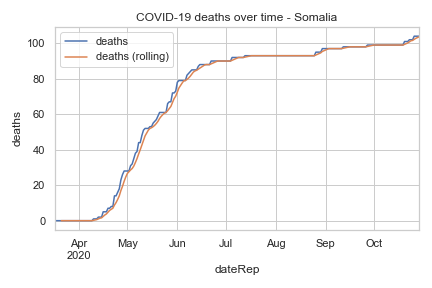 COVID-19 deaths over time - Somalia
deaths
deaths (rolling)
deaths
100
80
60
40
20
0
Apr May Jun Jul Aug Sep Oct
2020
dateRep